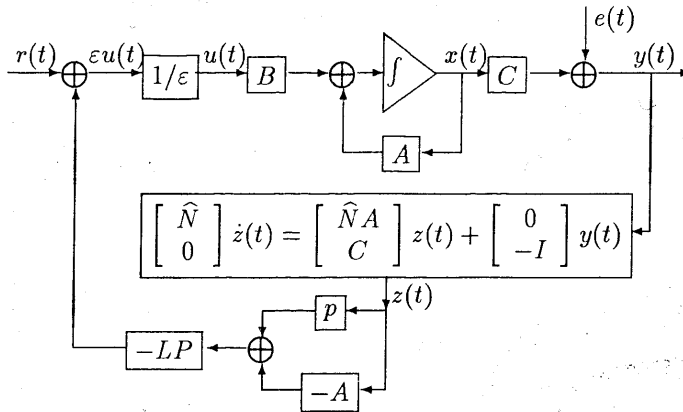 e(t)
r(t) εu(t) 1/ε u(t) B ∫ x(t) C y(t)
A
[ N̂ 0 ] ż(t) = [ N̂A C ] z(t) + [ 0 −I ] y(t)
z(t)
p
−LP
−A